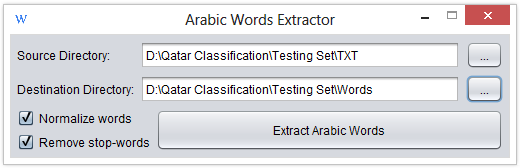 W Arabic Words Extractor
Source Directory: D:\Qatar Classification\Testing Set\TXT ...
Destination Directory: D:\Qatar Classification\Testing Set\Words ...
Normalize words
Remove stop-words
Extract Arabic Words